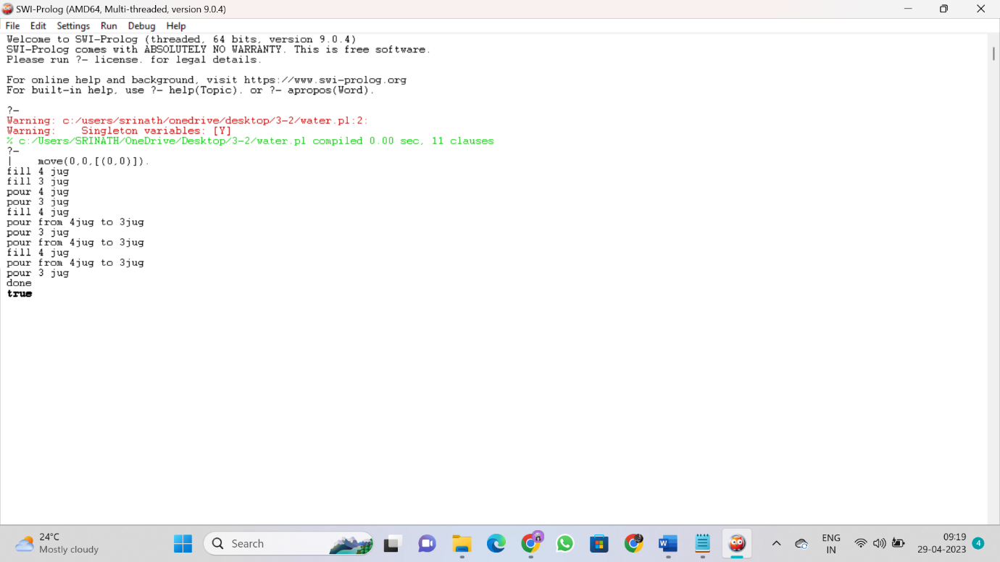 SWI-Prolog (AMD64, Multi-threaded, version 9.0.4)
File Edit Settings Run Debug Help
Welcome to SWI-Prolog (threaded, 64 bits, version 9.0.4)
SWI-Prolog comes with ABSOLUTELY NO WARRANTY. This is free software.
Please run ?- license. for legal details.
For online help and background, visit https://www.swi-prolog.org
For built-in help, use ?- help(Topic). or ?- apropos(Word).
?-
Warning: c:/users/srinath/onedrive/desktop/3-2/water.pl:2:
Warning:    Singleton variables: [Y]
% c:/Users/SRINATH/OneDrive/Desktop/3-2/water.pl compiled 0.00 sec, 11 clauses
?-
|    move(0,0,[(0,0)]).
fill 4 jug
fill 3 jug
pour 4 jug
pour 3 jug
fill 4 jug
pour from 4jug to 3jug
pour 3 jug
pour from 4jug to 3jug
fill 4 jug
pour from 4jug to 3jug
pour 3 jug
done
true
24°C
Mostly cloudy
Search
ENG
IN
09:19
29-04-2023
4